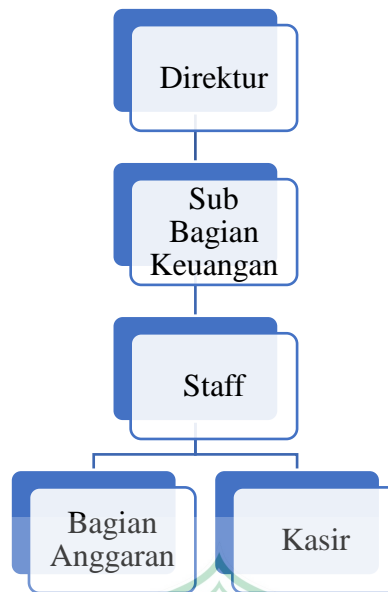 Direktur
Sub
Bagian
Keuangan
Staff
Bagian
Anggaran
Kasir